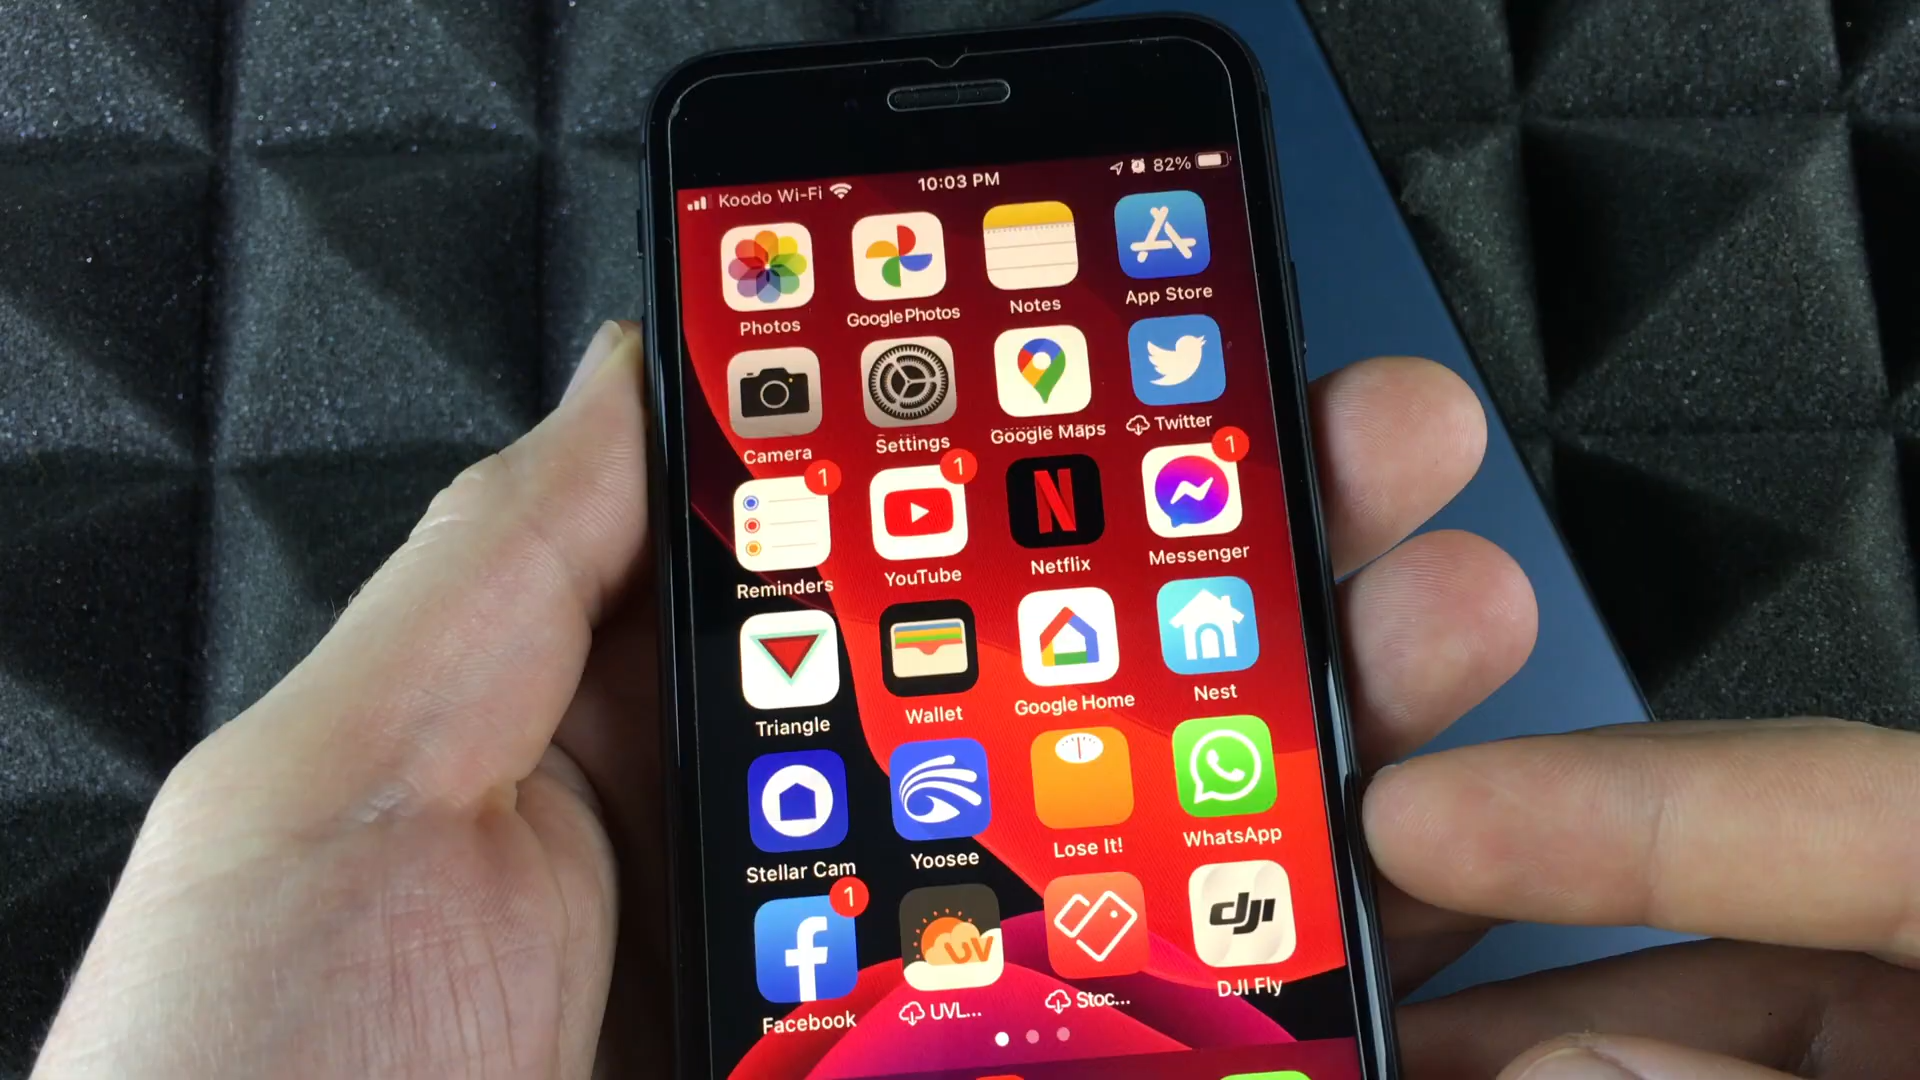 Koodo Wi-Fi 10:03 PM 82%
Photos Google Photos Notes App Store
Camera Settings Google Maps Twitter
1 1 1
Reminders YouTube Netflix Messenger
Triangle Wallet Google Home Nest
Stellar Cam Yoosee Lose It! WhatsApp
1
UV dji
Facebook UVL... Stoc... DJI Fly